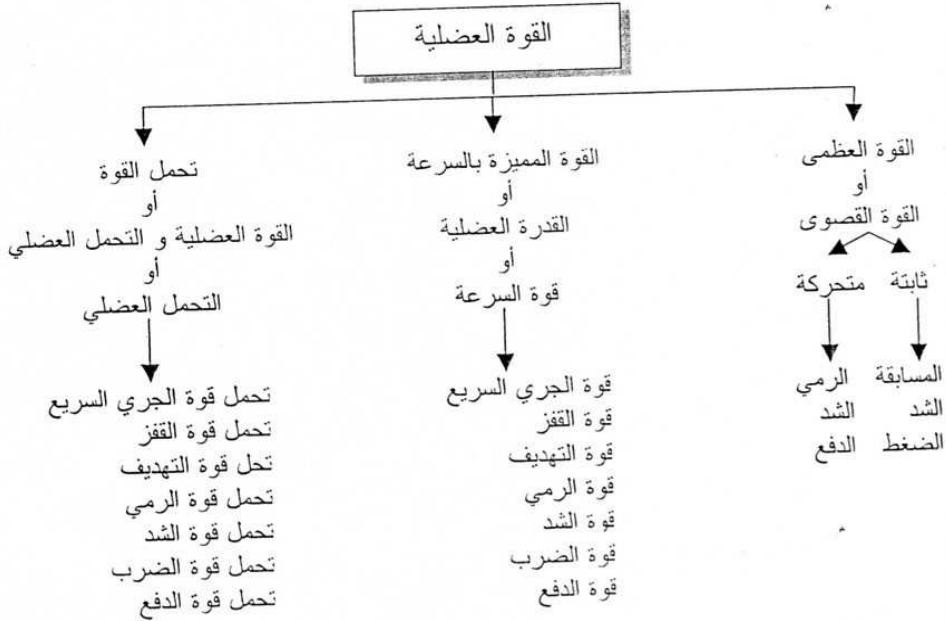 القوة العضلية
القوة العظمى
أو
القوة القصوى
ثابتة
متحركة
المسابقة
الشد
الضغط
الرمي
الشد
الدفع
القوة المميزة بالسرعة
أو
القدرة العضلية
أو
قوة السرعة
قوة الجري السريع
قوة القفز
قوة التهديف
قوة الرمي
قوة الشد
قوة الضرب
قوة الدفع
تحمل القوة
أو
القوة العضلية و التحمل العضلي
أو
التحمل العضلي
تحمل قوة الجري السريع
تحمل قوة القفز
تحل قوة التهديف
تحمل قوة الرمي
تحمل قوة الشد
تحمل قوة الضرب
تحمل قوة الدفع